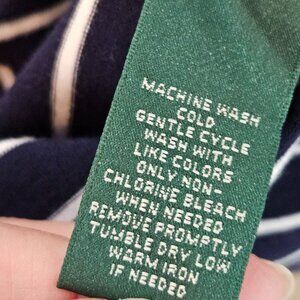 MACHINE WASH
COLD
GENTLE CYCLE
WASH WITH
LIKE COLORS
ONLY NON-
CHLORINE BLEACH
WHEN NEEDED
REMOVE PROMPTLY
TUMBLE DRY LOW
WARM IRON
IF NEEDED